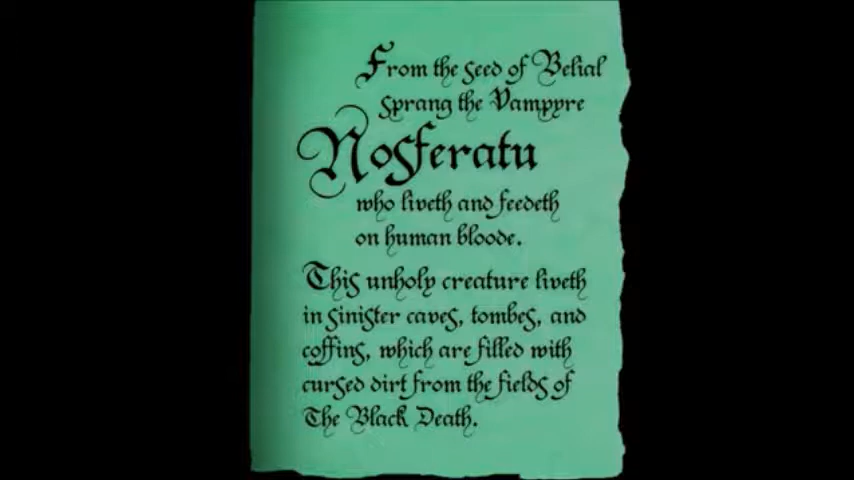 From the seed of Belial
sprang the Vampyre
Nosferatu
who liveth and feedeth
on human bloode.
This unholy creature liveth
in sinister caves, tombes, and
coffins, which are filled with
cursed dirt from the fields of
The Black Death.